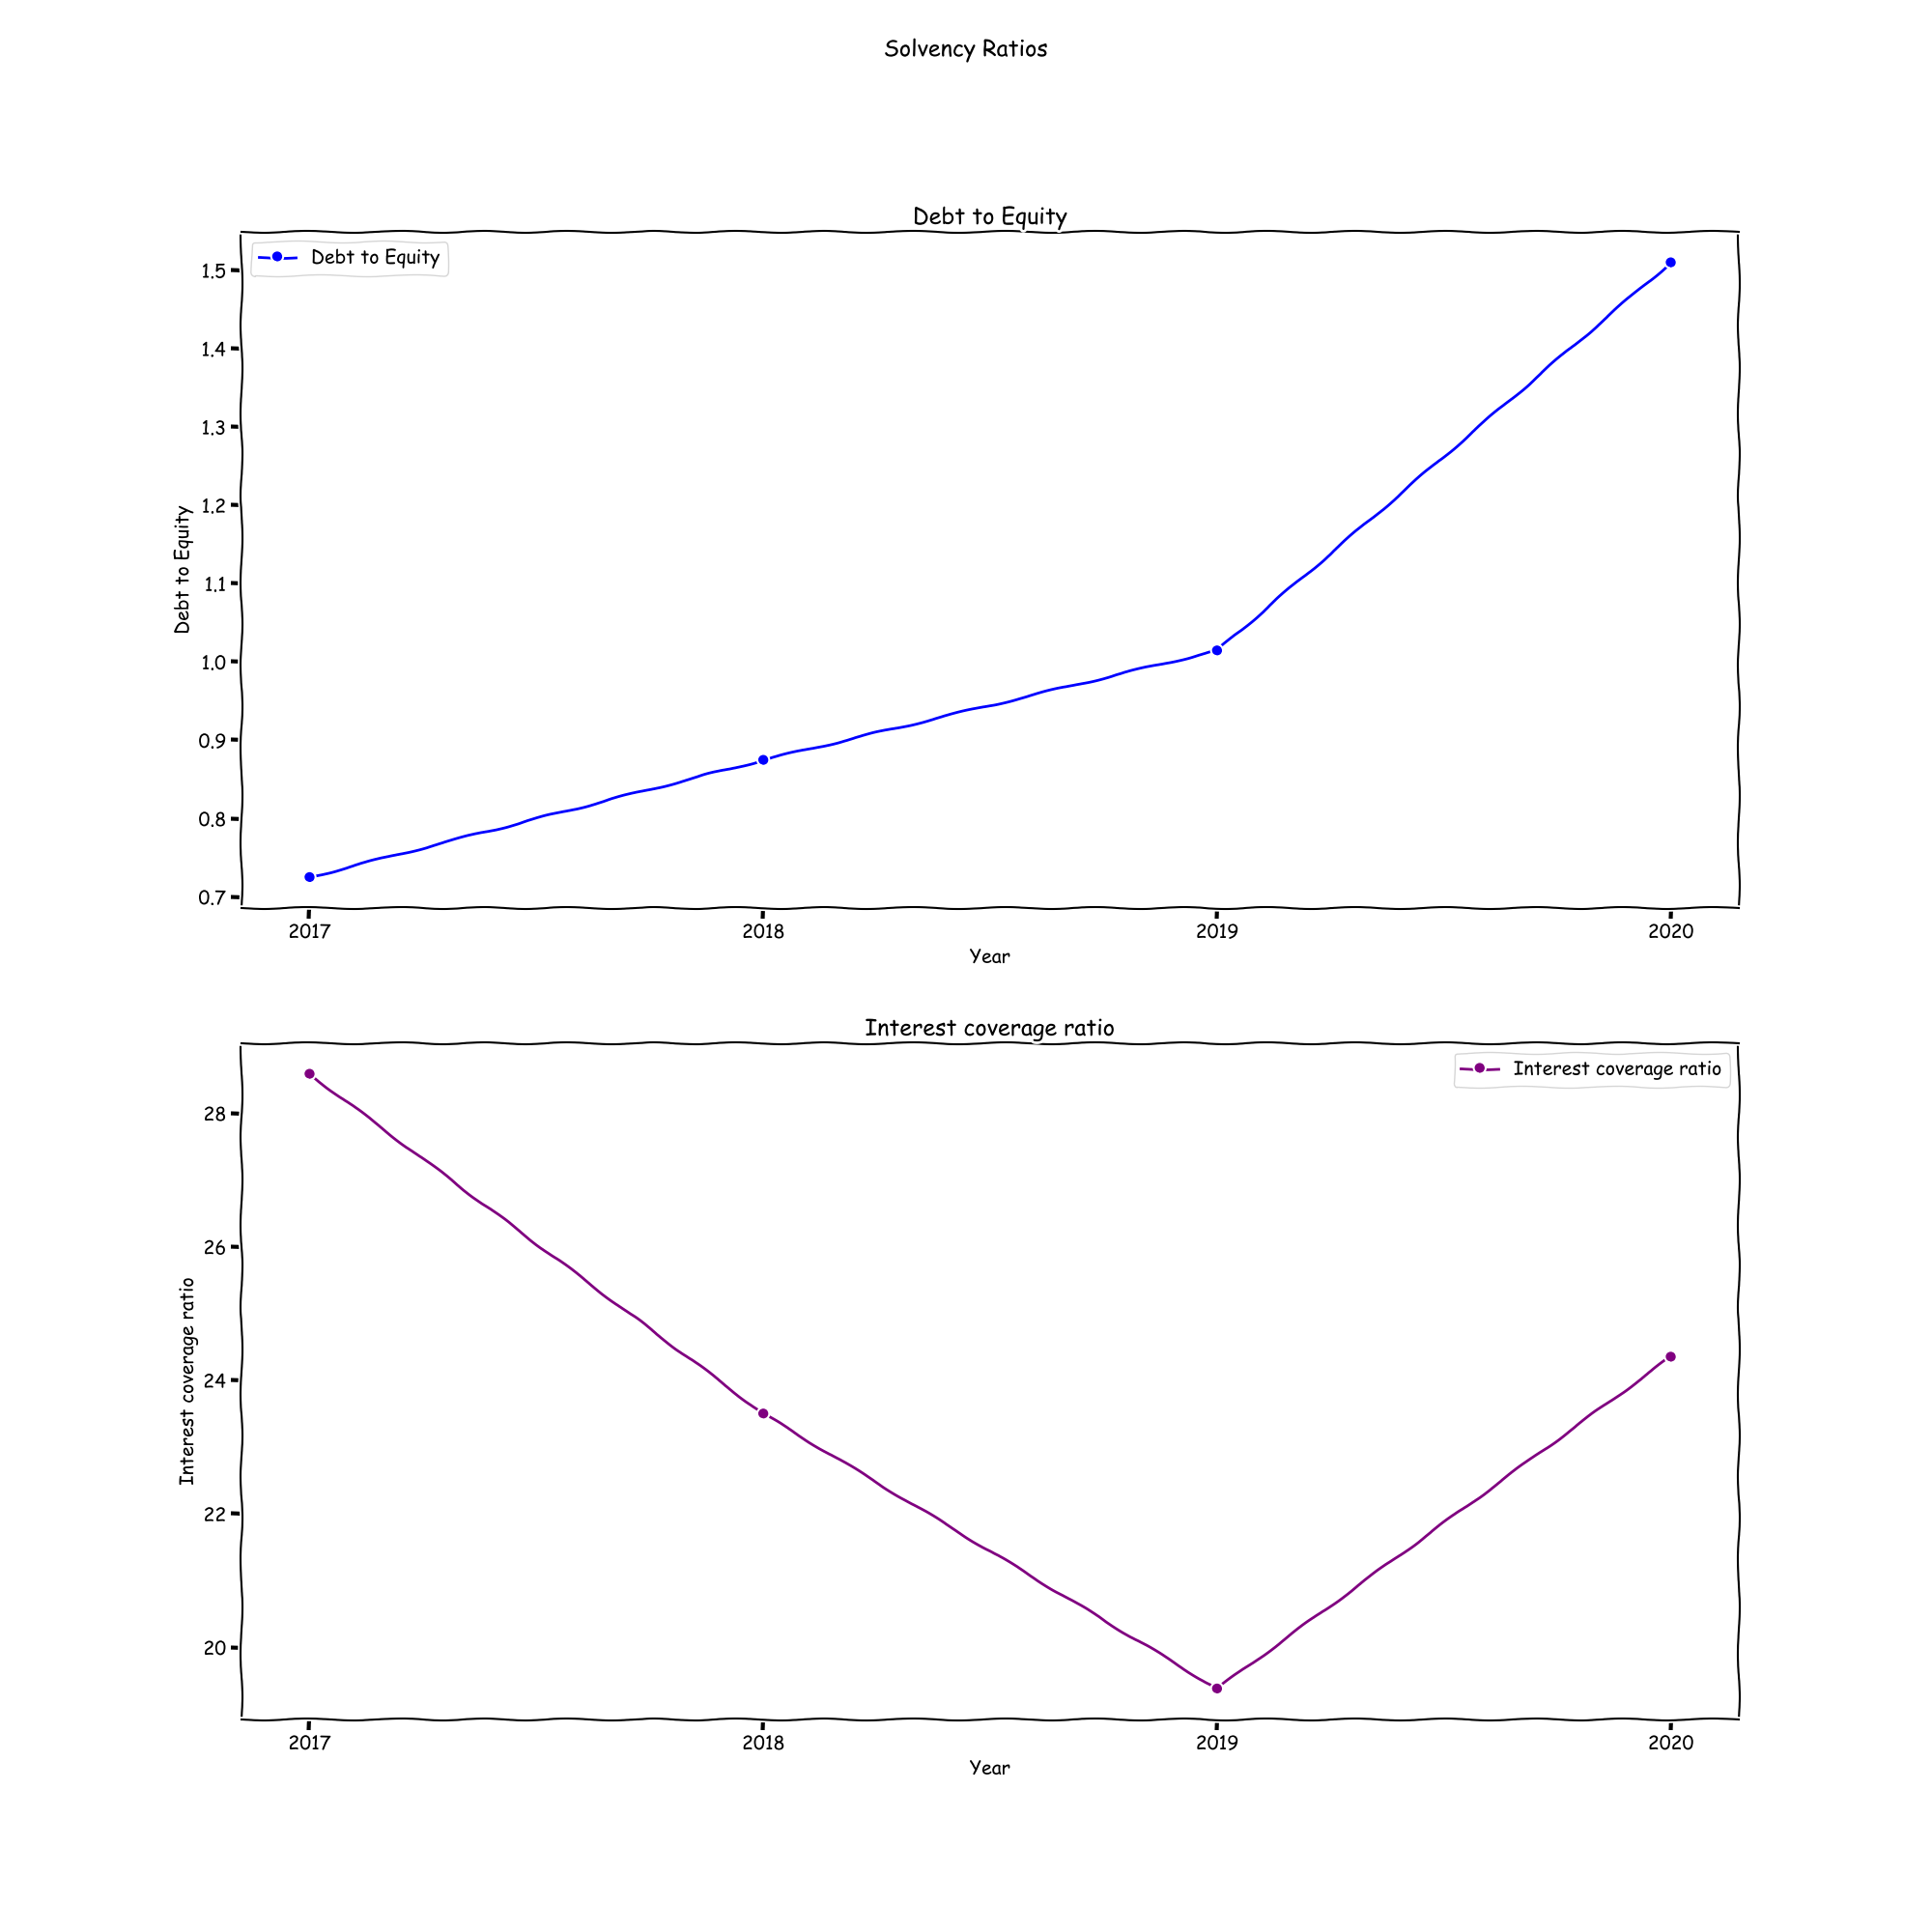 Solvency Ratios
Debt to Equity
Debt to Equity
1.5
1.4
1.3
1.2
1.1
1.0
0.9
0.8
0.7
Debt to Equity
2017 2018 2019 2020
Year
Interest coverage ratio
Interest coverage ratio
28
26
24
22
20
Interest coverage ratio
2017 2018 2019 2020
Year